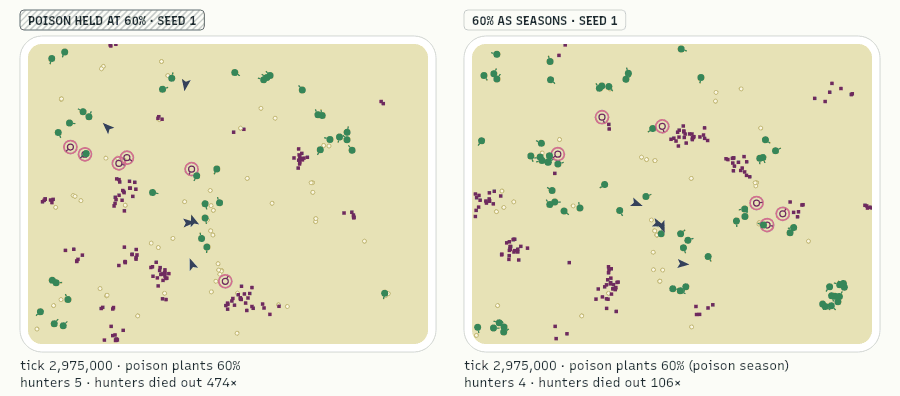 POISON HELD AT 60% · SEED 1
60% AS SEASONS · SEED 1
tick 2,975,000 · poison plants 60%
hunters 5 · hunters died out 474×
tick 2,975,000 · poison plants 60% (poison season)
hunters 4 · hunters died out 106×